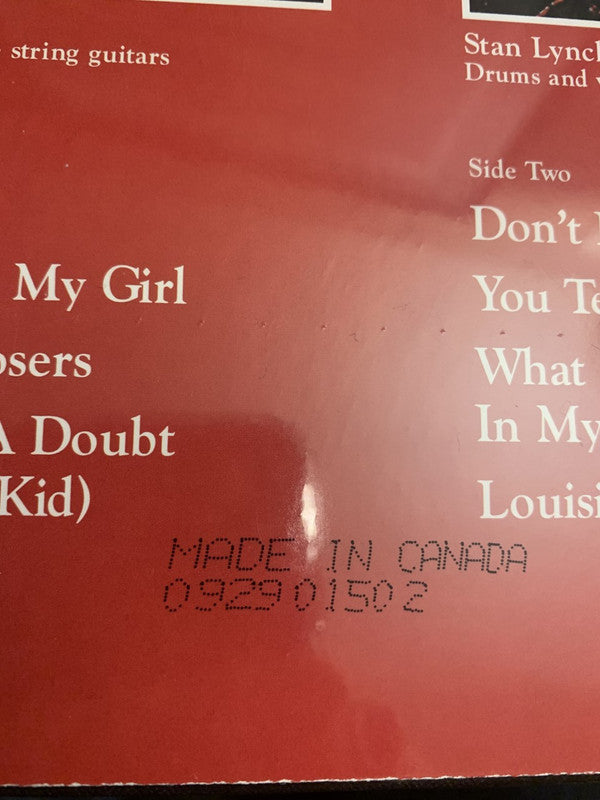 string guitars
Stan Lynch
Drums and
Side Two
Don't
My Girl
You Te
osers
What
A Doubt
In My
Kid)
Louisi
MADE IN CANADA
0929 01502